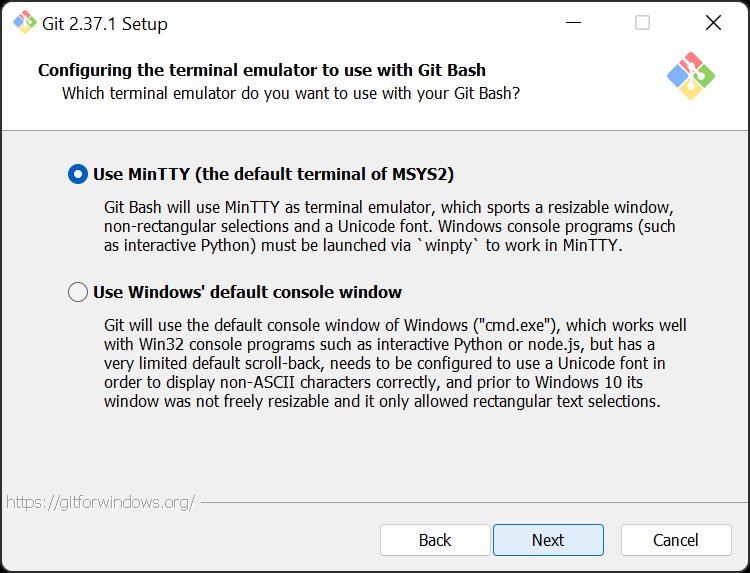 Git 2.37.1 Setup
Configuring the terminal emulator to use with Git Bash
Which terminal emulator do you want to use with your Git Bash?
Use MinTTY (the default terminal of MSYS2)
Git Bash will use MinTTY as terminal emulator, which sports a resizable window,
non-rectangular selections and a Unicode font. Windows console programs (such
as interactive Python) must be launched via `winpty` to work in MinTTY.
Use Windows' default console window
Git will use the default console window of Windows ("cmd.exe"), which works well
with Win32 console programs such as interactive Python or node.js, but has a
very limited default scroll-back, needs to be configured to use a Unicode font in
order to display non-ASCII characters correctly, and prior to Windows 10 its
window was not freely resizable and it only allowed rectangular text selections.
https://gitforwindows.org/
Back
Next
Cancel